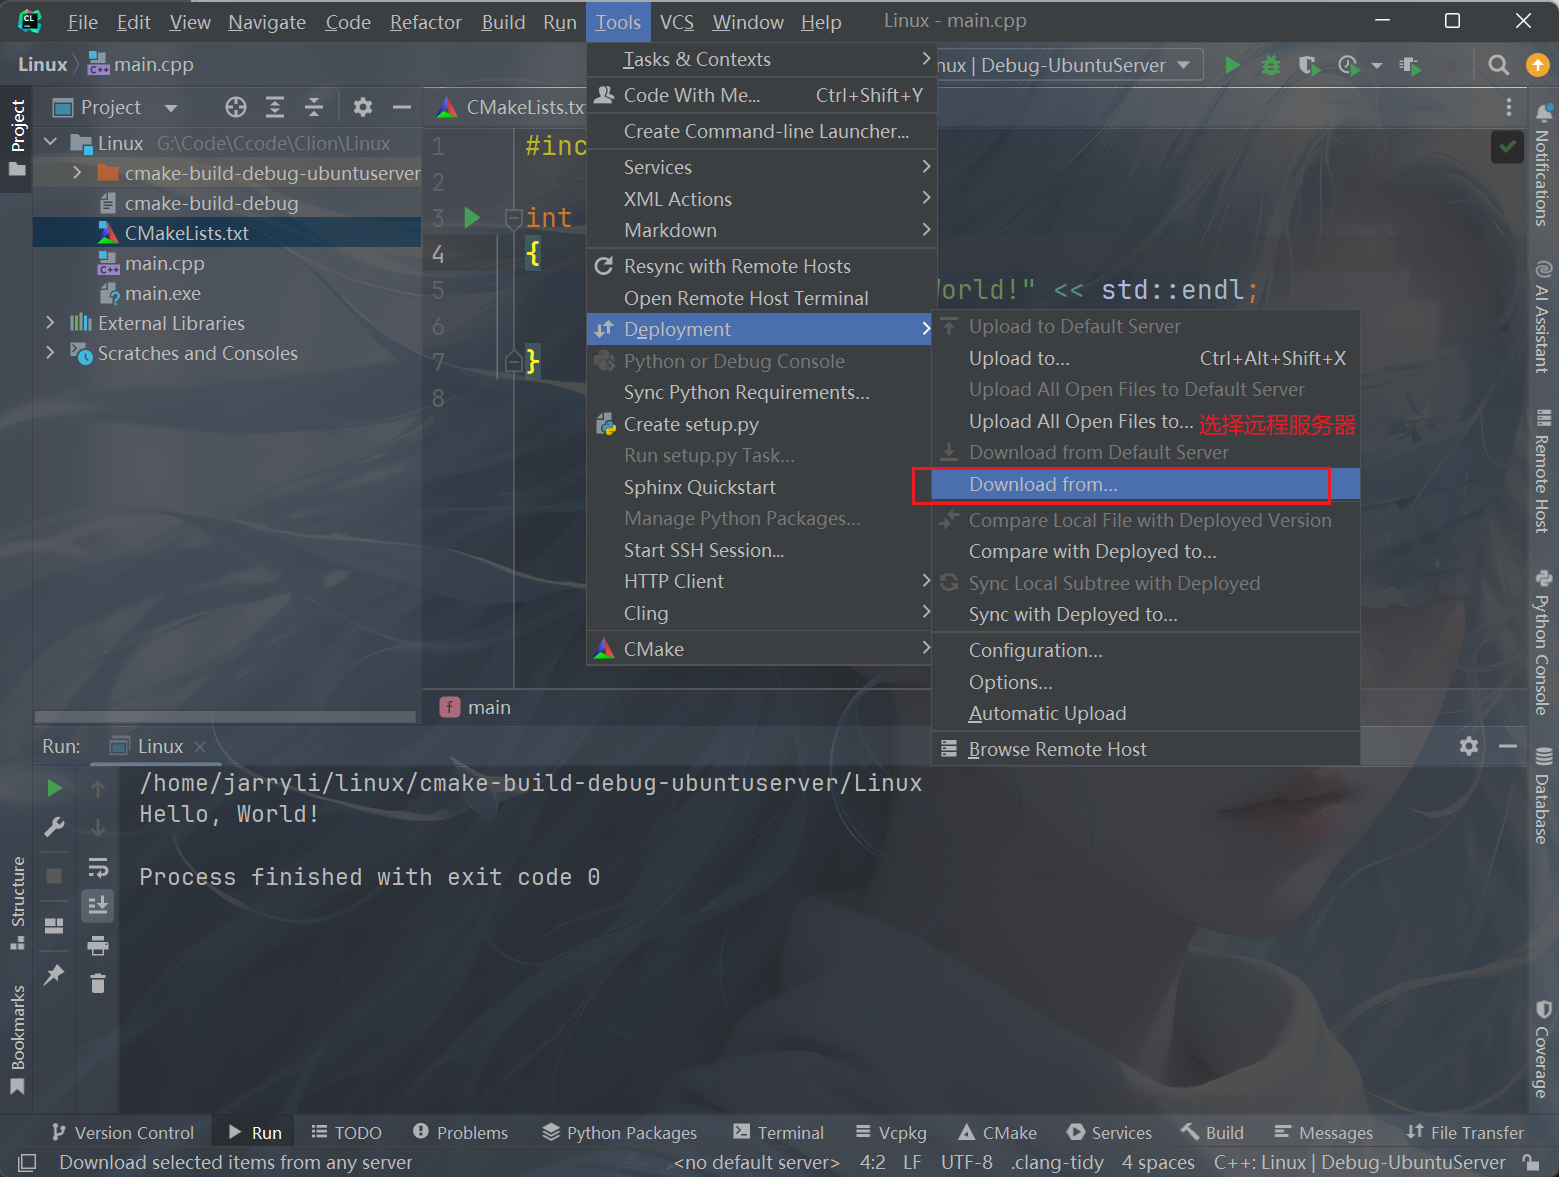 File Edit View Navigate Code Refactor Build Run Tools VCS Window Help Linux - main.cpp
Linux main.cpp
nux | Debug-UbuntuServer
Project
CMakeLists.tx
Linux G:\Code\Ccode\Clion\Linux
cmake-build-debug-ubuntuserver
cmake-build-debug
CMakeLists.txt
main.cpp
main.exe
External Libraries
Scratches and Consoles
Project
Structure
Bookmarks
1 #inc
2
3 int
4 {
5 World!" << std::endl;
6
7 }
8
main
Tasks & Contexts
Code With Me... Ctrl+Shift+Y
Create Command-line Launcher...
Services
XML Actions
Markdown
Resync with Remote Hosts
Open Remote Host Terminal
Deployment
Python or Debug Console
Sync Python Requirements...
Create setup.py
Run setup.py Task...
Sphinx Quickstart
Manage Python Packages...
Start SSH Session...
HTTP Client
Cling
CMake
Upload to Default Server
Upload to... Ctrl+Alt+Shift+X
Upload All Open Files to Default Server
Upload All Open Files to... 选择远程服务器
Download from Default Server
Download from...
Compare Local File with Deployed Version
Compare with Deployed to...
Sync Local Subtree with Deployed
Sync with Deployed to...
Configuration...
Options...
Automatic Upload
Browse Remote Host
Notifications
AI Assistant
Remote Host
Python Console
Database
Coverage
Run: Linux
/home/jarryli/linux/cmake-build-debug-ubuntuserver/Linux
Hello, World!
Process finished with exit code 0
Version Control Run TODO Problems Python Packages Terminal Vcpkg CMake Services Build Messages File Transfer
Download selected items from any server <no default server> 4:2 LF UTF-8 .clang-tidy 4 spaces C++: Linux | Debug-UbuntuServer